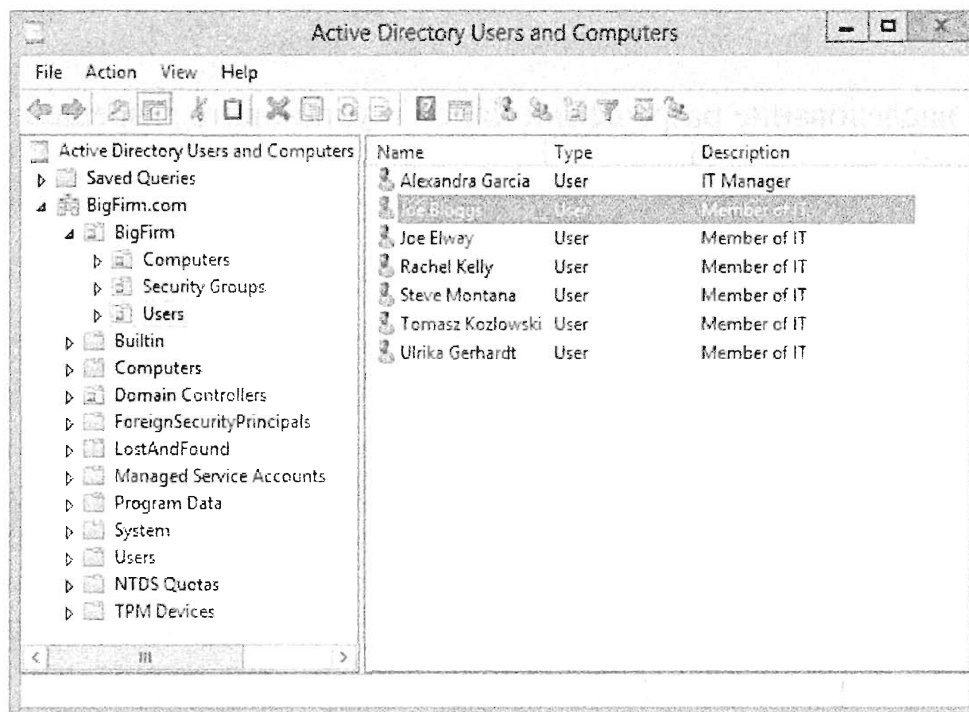 Active Directory Users and Computers
File Action View Help
Active Directory Users and Computers
Saved Queries
BigFirm.com
BigFirm
Computers
Security Groups
Users
Builtin
Computers
Domain Controllers
ForeignSecurityPrincipals
LostAndFound
Managed Service Accounts
Program Data
System
Users
NTDS Quotas
TPM Devices
Name Type Description
Alexandra Garcia User IT Manager
Joe Bloggs User Member of IT
Joe Elway User Member of IT
Rachel Kelly User Member of IT
Steve Montana User Member of IT
Tomasz Kozlowski User Member of IT
Ulrika Gerhardt User Member of IT